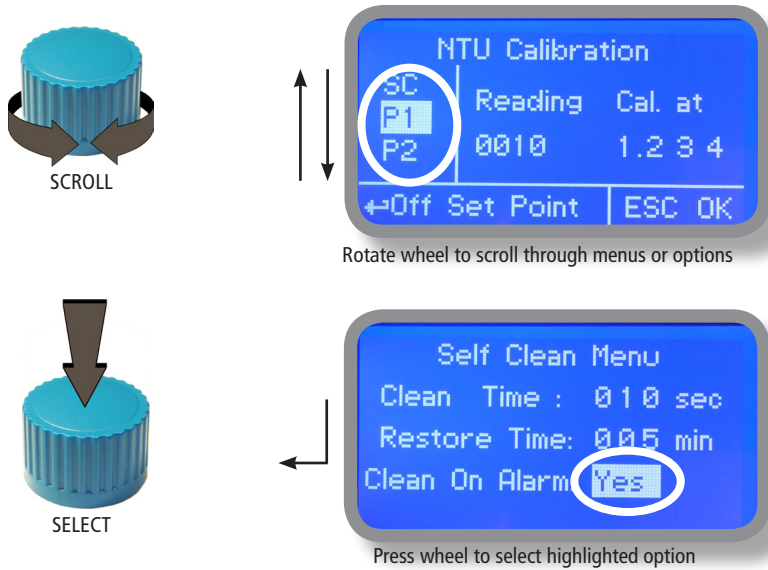 NTU Calibration
SC
P1
P2
Reading Cal. at
0010 1.2 3 4
↵Off Set Point ESC OK
SCROLL
Rotate wheel to scroll through menus or options
Self Clean Menu
Clean Time : 0 1 0 sec
Restore Time: 0 0 5 min
Clean On Alarm Yes
SELECT
Press wheel to select highlighted option